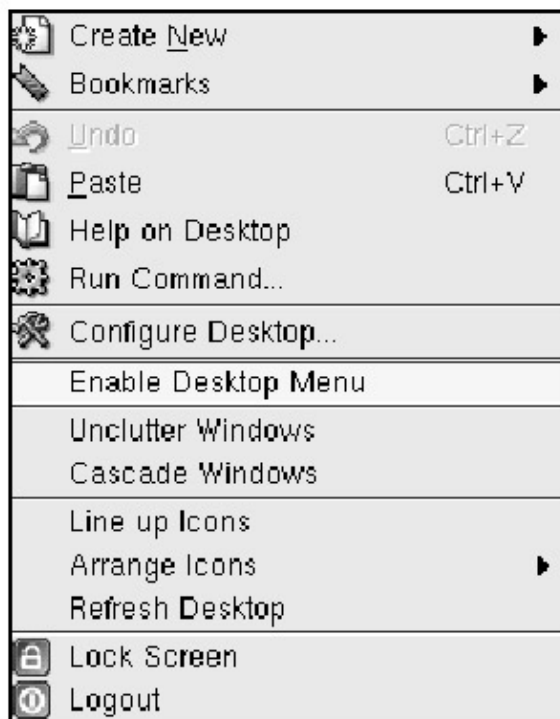 Create New
Bookmarks
Undo Ctrl+Z
Paste Ctrl+V
Help on Desktop
Run Command...
Configure Desktop...
Enable Desktop Menu
Unclutter Windows
Cascade Windows
Line up Icons
Arrange Icons
Refresh Desktop
Lock Screen
Logout